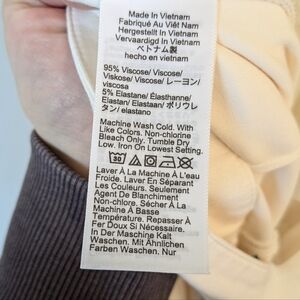 Made In Vietnam
Fabriqué Au Viêt Nam
Hergestellt In Vietnam
Vervaardigd In Vietnam
ベトナム製
hecho en vietnam
95% Viscose/ Viscose/
Viskose/ Viscose/ レーヨン/
viscosa
5% Elastane/ Élasthanne/
Elastan/ Elastaan/ ポリウレ
タン/ elastano
Machine Wash Cold. With
Like Colors. Non-chlorine
Bleach Only. Tumble Dry
Low. Iron On Lowest Setting.
30
Laver À La Machine À L'eau
Froide. Laver En Séparant
Les Couleurs. Seulement
Agent De Blanchiment
Non-chlore. Sécher À La
Machine À Basse
Température. Repasser À
Fer Doux Si Nécessaire.
In Der Maschine Kalt
Waschen. Mit Ähnlichen
Farben Waschen. Nur